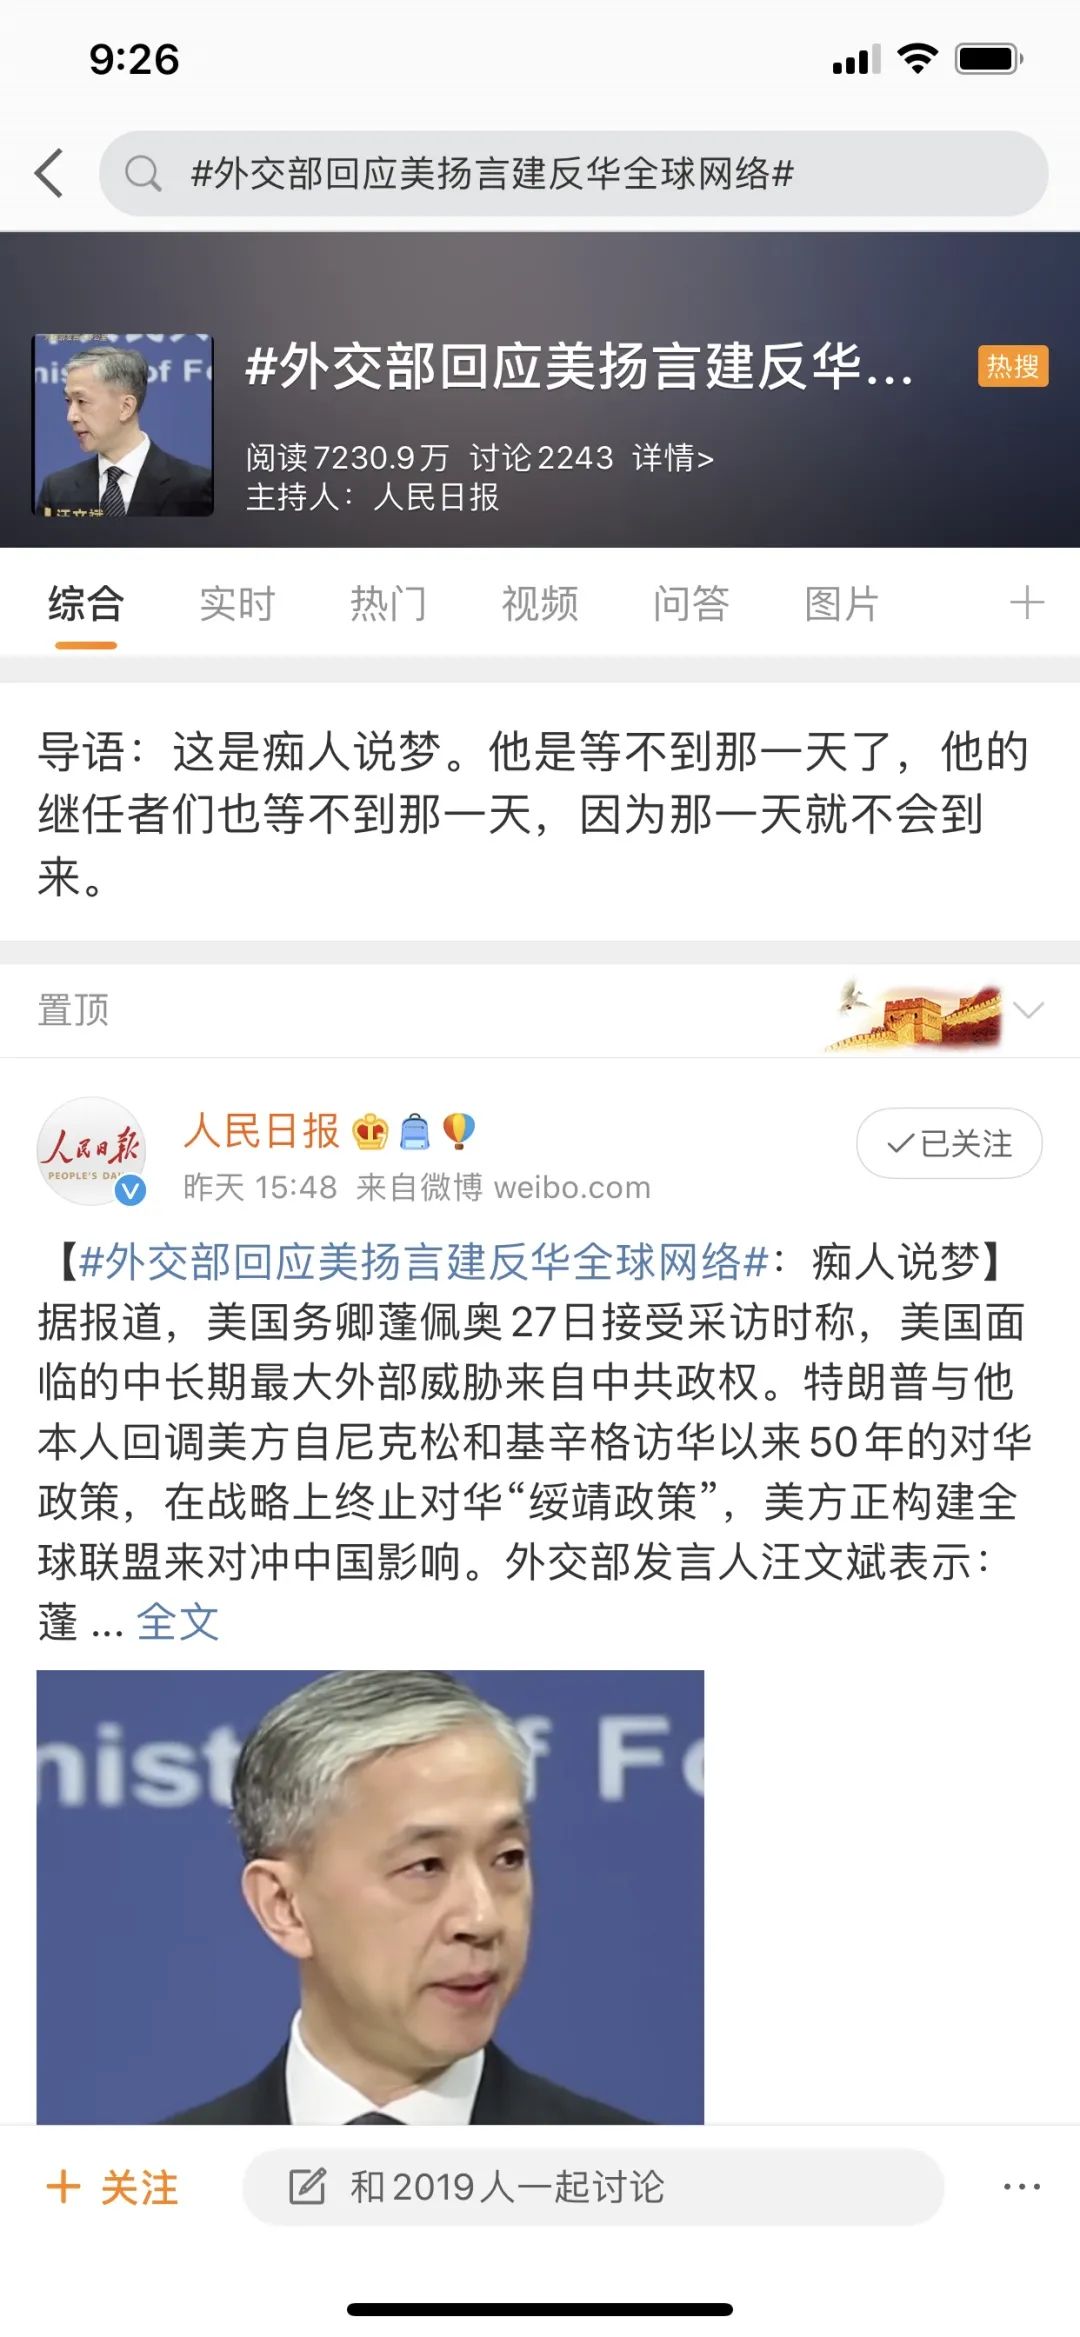 9:26
#外交部回应美扬言建反华全球网络#
#外交部回应美扬言建反华...
热搜
阅读7230.9万 讨论2243 详情>
主持人：人民日报
综合 实时 热门 视频 问答 图片
导语：这是痴人说梦。他是等不到那一天了，他的
继任者们也等不到那一天，因为那一天就不会到
来。
置顶
人民日报
PEOPLE'S DA
人民日报
已关注
昨天 15:48 来自微博 weibo.com
【#外交部回应美扬言建反华全球网络#：痴人说梦】
据报道，美国务卿蓬佩奥27日接受采访时称，美国面
临的中长期最大外部威胁来自中共政权。特朗普与他
本人回调美方自尼克松和基辛格访华以来50年的对华
政策，在战略上终止对华“绥靖政策”，美方正构建全
球联盟来对冲中国影响。外交部发言人汪文斌表示：
蓬 ... 全文
nist of Fo
关注
和2019人一起讨论